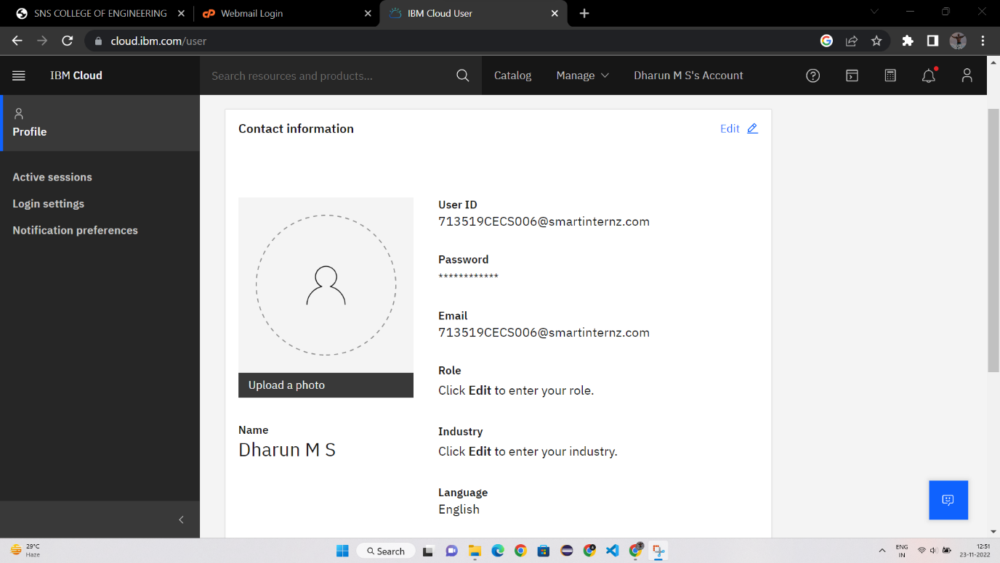 SNS COLLEGE OF ENGINEERING
cP Webmail Login
IBM Cloud User
cloud.ibm.com/user
IBM Cloud
Search resources and products...
Catalog
Manage
Dharun M S's Account
Profile
Active sessions
Login settings
Notification preferences
Contact information
Edit
Upload a photo
Name
Dharun M S
User ID
713519CECS006@smartinternz.com
Password
************
Email
713519CECS006@smartinternz.com
Role
Click Edit to enter your role.
Industry
Click Edit to enter your industry.
Language
English
29°C
Haze
Search
ENG
IN
12:51
23-11-2022